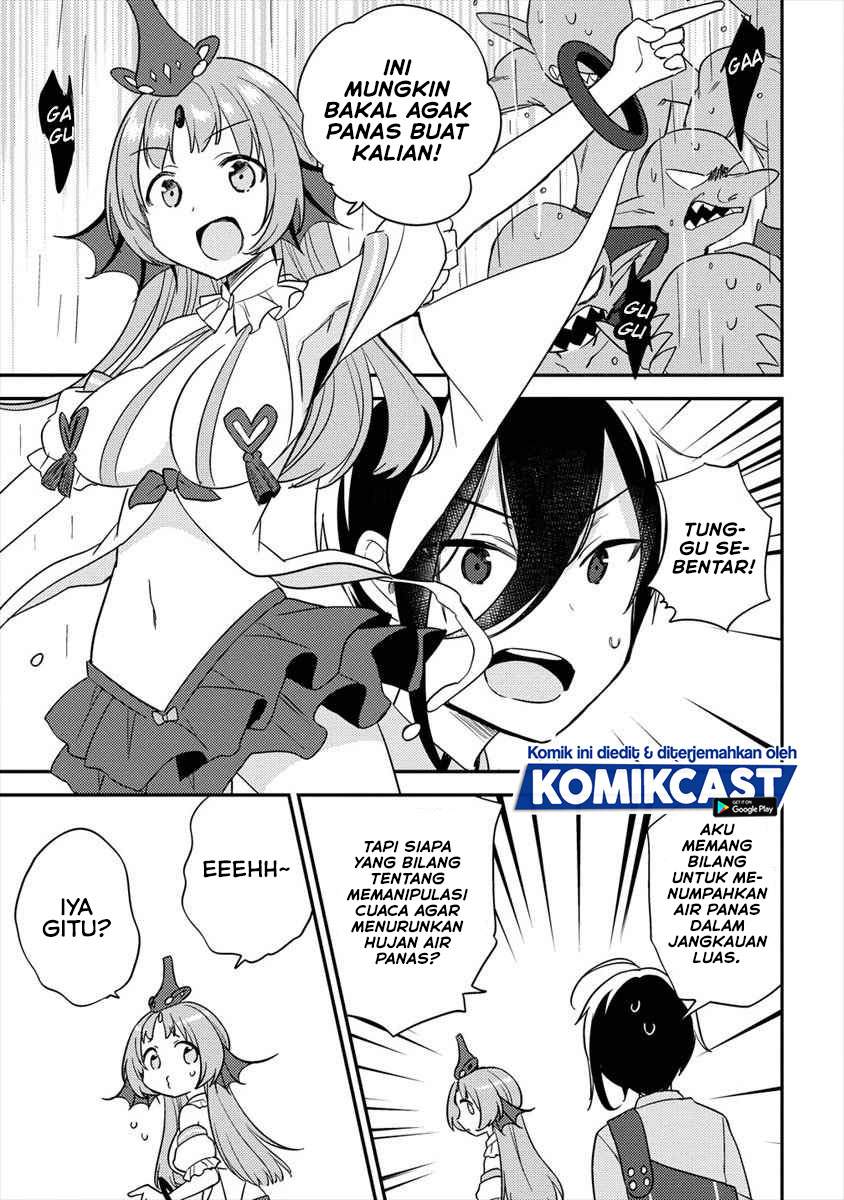 INI
MUNGKIN
BAKAL AGAK
PANAS BUAT
KALIAN!
GAA
GA
GU
GU
GU
TUNG-
GU SE-
BENTAR!
Komik ini diedit & diterjemahkan oleh
KOMIKCAST
GET IT ON
Google Play
AKU
MEMANG
BILANG
UNTUK ME-
NUMPAHKAN
AIR PANAS
DALAM
JANGKAUAN
LUAS.
TAPI SIAPA
YANG BILANG
TENTANG
MEMANIPULASI
CUACA AGAR
MENURUNKAN
HUJAN AIR
PANAS?
EEEHH~
IYA
GITU?